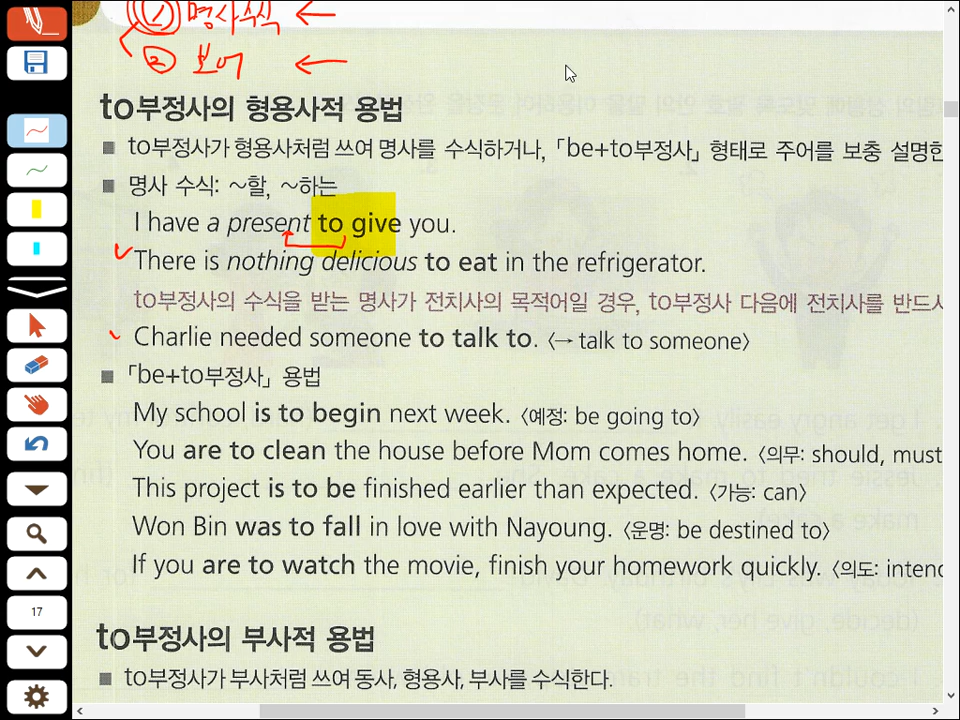 ① 명사수식 ←
② 보어 ←
to부정사의 형용사적 용법
■ to부정사가 형용사처럼 쓰여 명사를 수식하거나, 「be+to부정사」 형태로 주어를 보충 설명한
■ 명사 수식: ~할, ~하는
I have a present to give you.
There is nothing delicious to eat in the refrigerator.
to부정사의 수식을 받는 명사가 전치사의 목적어일 경우, to부정사 다음에 전치사를 반드시
Charlie needed someone to talk to. 〈→ talk to someone〉
■ 「be+to부정사」 용법
My school is to begin next week. 〈예정: be going to〉
You are to clean the house before Mom comes home. 〈의무: should, must
This project is to be finished earlier than expected. 〈가능: can〉
Won Bin was to fall in love with Nayoung. 〈운명: be destined to〉
If you are to watch the movie, finish your homework quickly. 〈의도: intend
to부정사의 부사적 용법
■ to부정사가 부사처럼 쓰여 동사, 형용사, 부사를 수식한다.
17